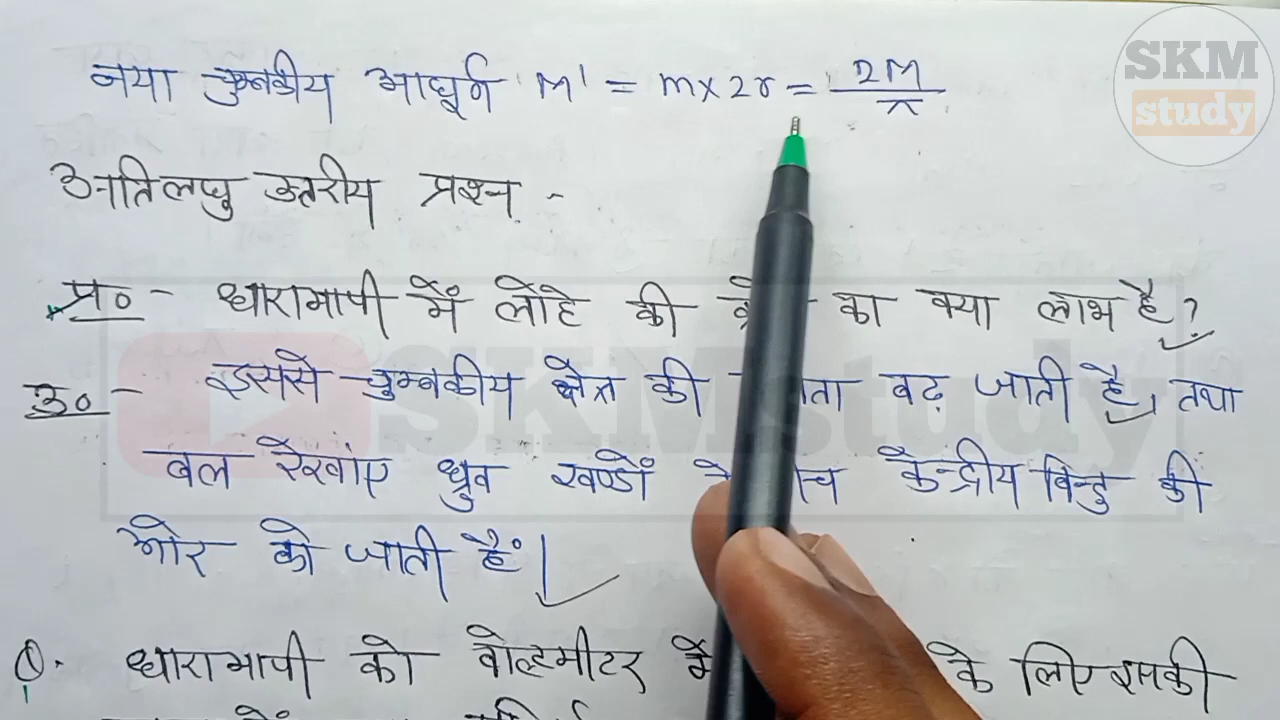 SKM
study
नया चुम्बकीय आघूर्ण M' = m×2r = 2M/π
अतिलघु उत्तरीय प्रश्न -
प्र० - धारामापी में लोहे की का क्या लाभ है?
उ० - इससे चुम्बकीय क्षेत्र की बढ़ जाती है, तथा
बल रेखांए ध्रुव खण्डों केन्द्रीय बिन्दु की
ओर को जाती हैं।
Q. धारामापी को वोल्टमीटर में के लिए इसकी
SKMstudy